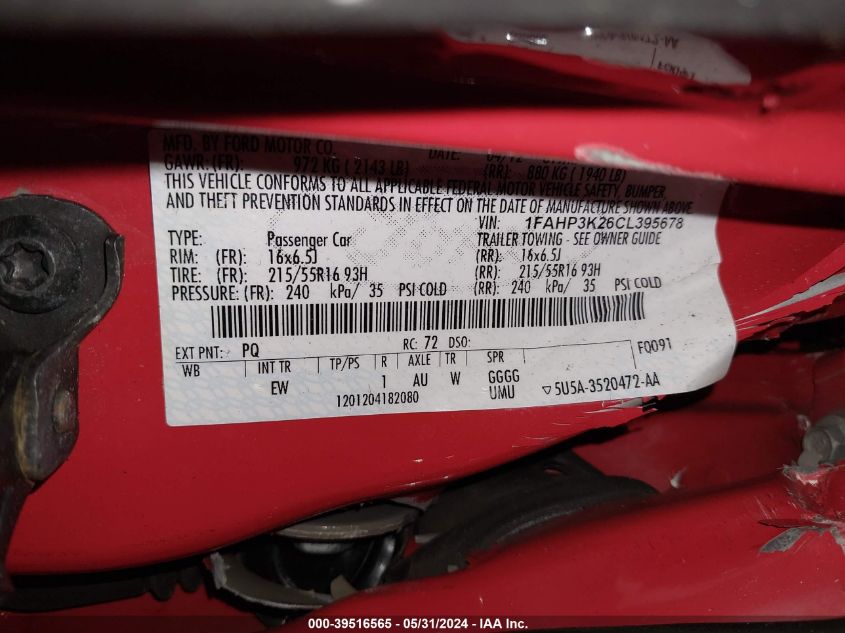 MFD. BY FORD MOTOR CO. DATE: 04/12
GAWR: (FR): 972 KG ( 2143 LB) (RR): 880 KG ( 1940 LB)
THIS VEHICLE CONFORMS TO ALL APPLICABLE FEDERAL MOTOR VEHICLE SAFETY, BUMPER,
AND THEFT PREVENTION STANDARDS IN EFFECT ON THE DATE OF MANUFACTURE SHOWN ABOVE.
VIN: 1FAHP3K26CL395678
TYPE: Passenger Car TRAILER TOWING - SEE OWNER GUIDE
RIM: (FR): 16x6.5J (RR): 16x6.5J
TIRE: (FR): 215/55R16 93H (RR): 215/55R16 93H
PRESSURE: (FR): 240 kPa/ 35 PSI COLD (RR): 240 kPa/ 35 PSI COLD
EXT PNT: PQ RC: 72 DSO: F0091
WB INT TR TP/PS R AXLE TR SPR
EW 1 AU W GGGG
UMU
1201204182080 ▽ 5U5A-3520472-AA
000-39516565 - 05/31/2024 - IAA Inc.